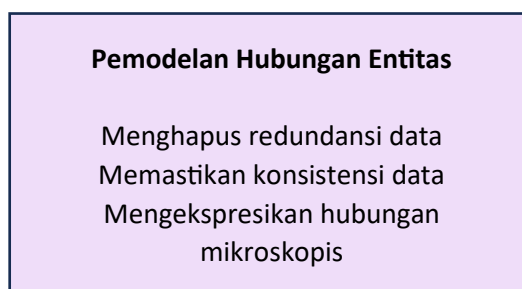 Pemodelan Hubungan Entitas
Menghapus redundansi data
Memastikan konsistensi data
Mengekspresikan hubungan
mikroskopis